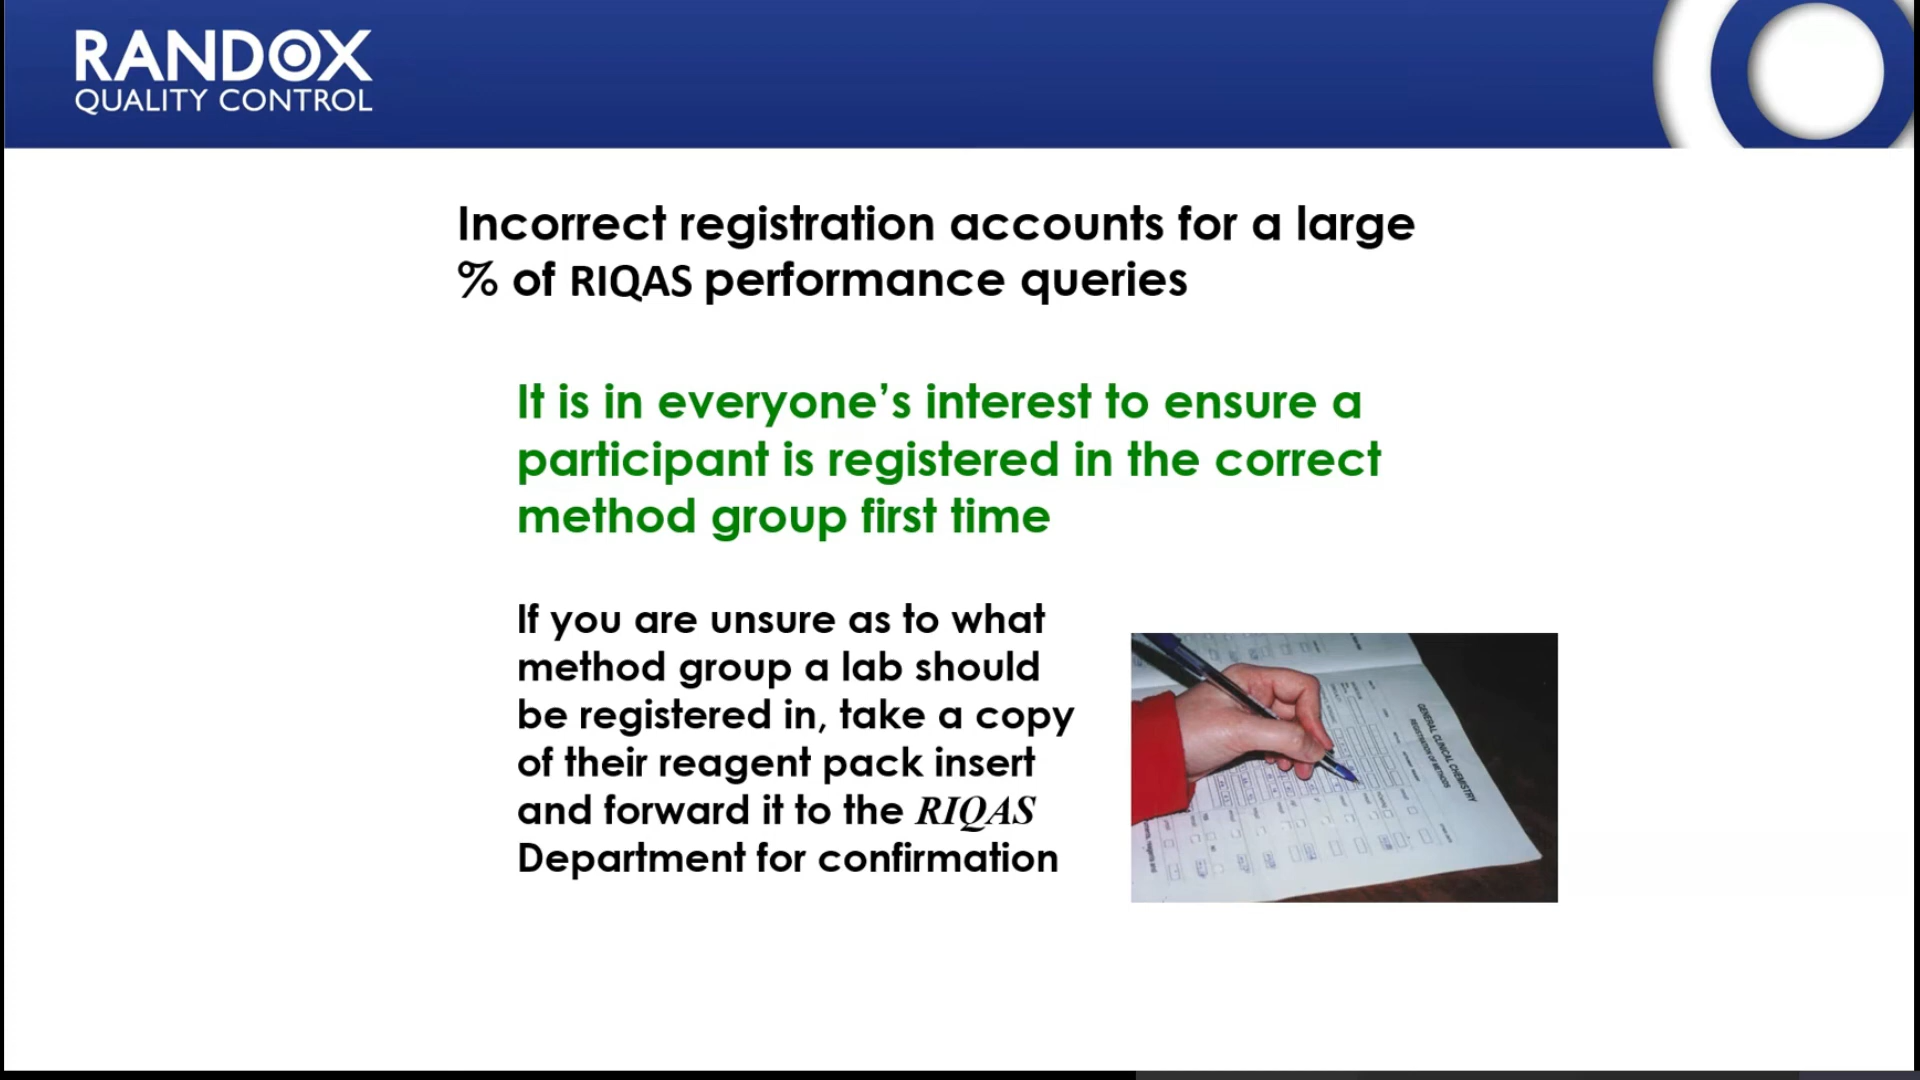 RANDOX
QUALITY CONTROL
Incorrect registration accounts for a large
% of RIQAS performance queries
It is in everyone’s interest to ensure a
participant is registered in the correct
method group first time
If you are unsure as to what
method group a lab should
be registered in, take a copy
of their reagent pack insert
and forward it to the RIQAS
Department for confirmation
GENERAL CLINICAL CHEMISTRY
REGISTRATION OF METHODS